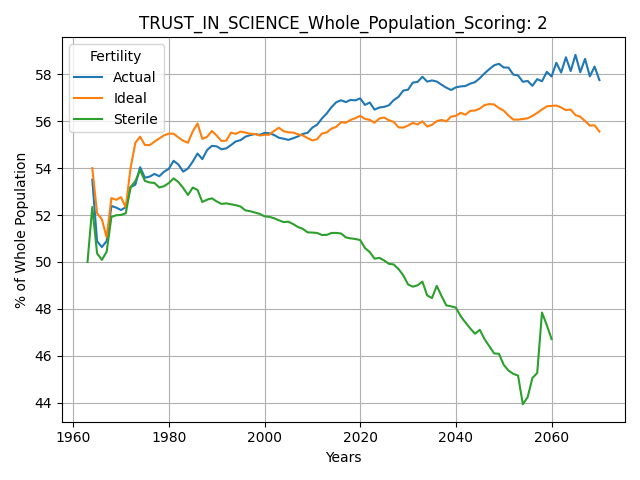 TRUST_IN_SCIENCE_Whole_Population_Scoring: 2
Fertility
Actual
Ideal
Sterile
% of Whole Population
58
56
54
52
50
48
46
44
1960
1980
2000
2020
2040
2060
Years